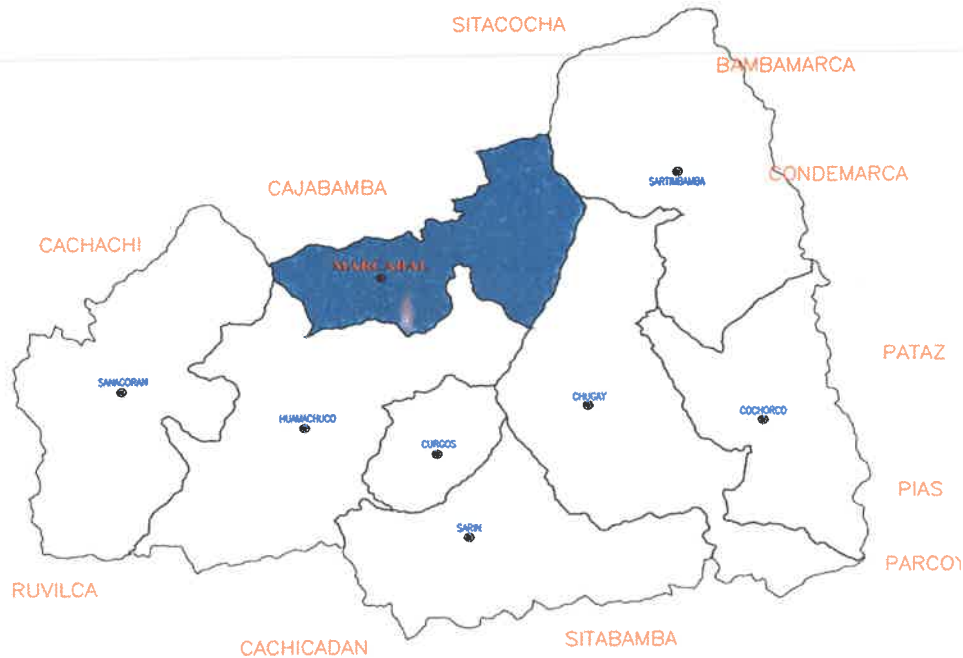 SITACOCHA
BAMBAMARCA
SARTIMBAMBA
CONDEMARCA
CAJABAMBA
CACHACHI
MARCABAL
PATAZ
SANAGORAN
CHUGAY
COCHORCO
HUAMACHUCO
CURGOS
PIAS
SARIN
PARCOY
RUVILCA
SITABAMBA
CACHICADAN